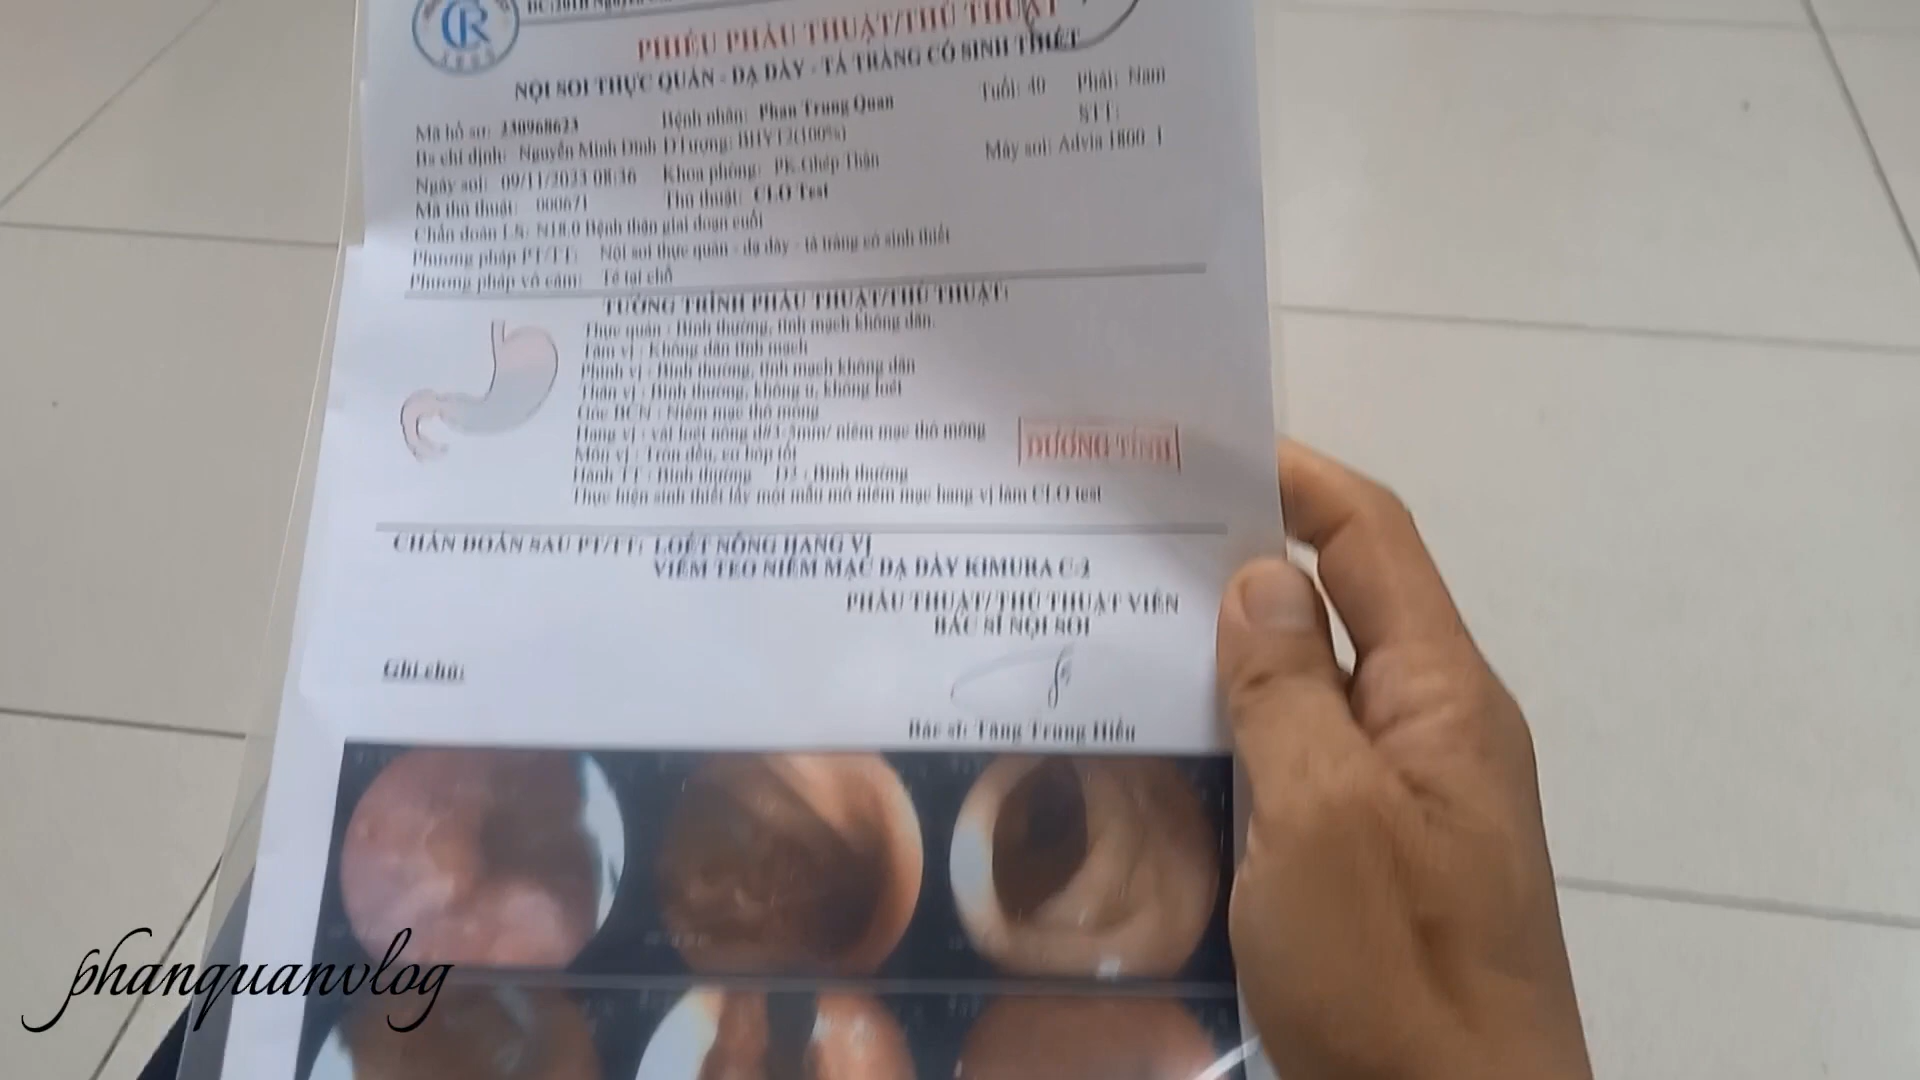 PHIẾU PHẪU THUẬT/THỦ THUẬT
NỘI SOI THỰC QUẢN - DẠ DÀY - TÁ TRÀNG CÓ SINH THIẾT
Mã hồ sơ: 230968623 Bệnh nhân: Phan Trung Quan Tuổi: 40 Phái: Nam
Bs chỉ định: Nguyễn Minh Đình ĐTượng: BHYT2(100%) STT:
Ngày soi: 09/11/2023 08:36 Khoa phòng: PK.Ghép Thận Máy soi: Advia 1800_1
Mã thủ thuật: 000671 Thủ thuật: CLO Test
Chẩn đoán LS: N18.0 Bệnh thận giai đoạn cuối
Phương pháp PT/TT: Nội soi thực quản - dạ dày - tá tràng có sinh thiết
Phương pháp vô cảm: Tê tại chỗ
TƯỜNG TRÌNH PHẪU THUẬT/THỦ THUẬT:
Thực quản : Bình thường, tĩnh mạch không dãn.
Tâm vị : Không dãn tĩnh mạch
Phình vị : Bình thường, tĩnh mạch không dãn
Thân vị : Bình thường, không u, không loét
Góc BCN : Niêm mạc thô mỏng
Hang vị : vài loét nông d#3-5mm/ niêm mạc thô mỏng
Môn vị : Tròn đều, co bóp tốt
Hành TT : Bình thường D2 : Bình thường
Thực hiện sinh thiết lấy một mẫu mô niêm mạc hang vị làm CLO test
DƯƠNG TÍNH
CHẨN ĐOÁN SAU PT/TT: LOÉT NÔNG HANG VỊ
VIÊM TEO NIÊM MẠC DẠ DÀY KIMURA C-2
PHẪU THUẬT/THỦ THUẬT VIÊN
BÁC SĨ NỘI SOI
Ghi chú:
Bác sĩ: Tăng Trung Hiếu
phanquanvlog